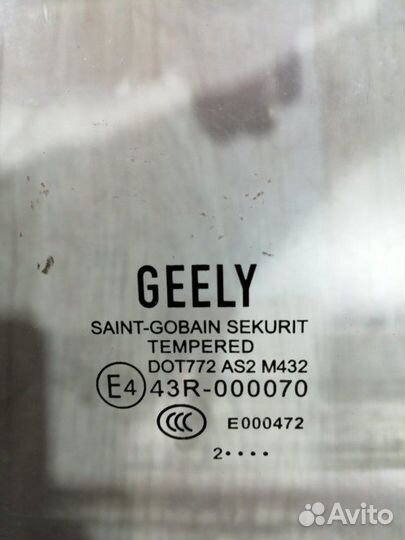 GEELY
SAINT-GOBAIN SEKURIT
TEMPERED
DOT772 AS2 M432
E4 43R-000070
CCC E000472
2••••
Avito